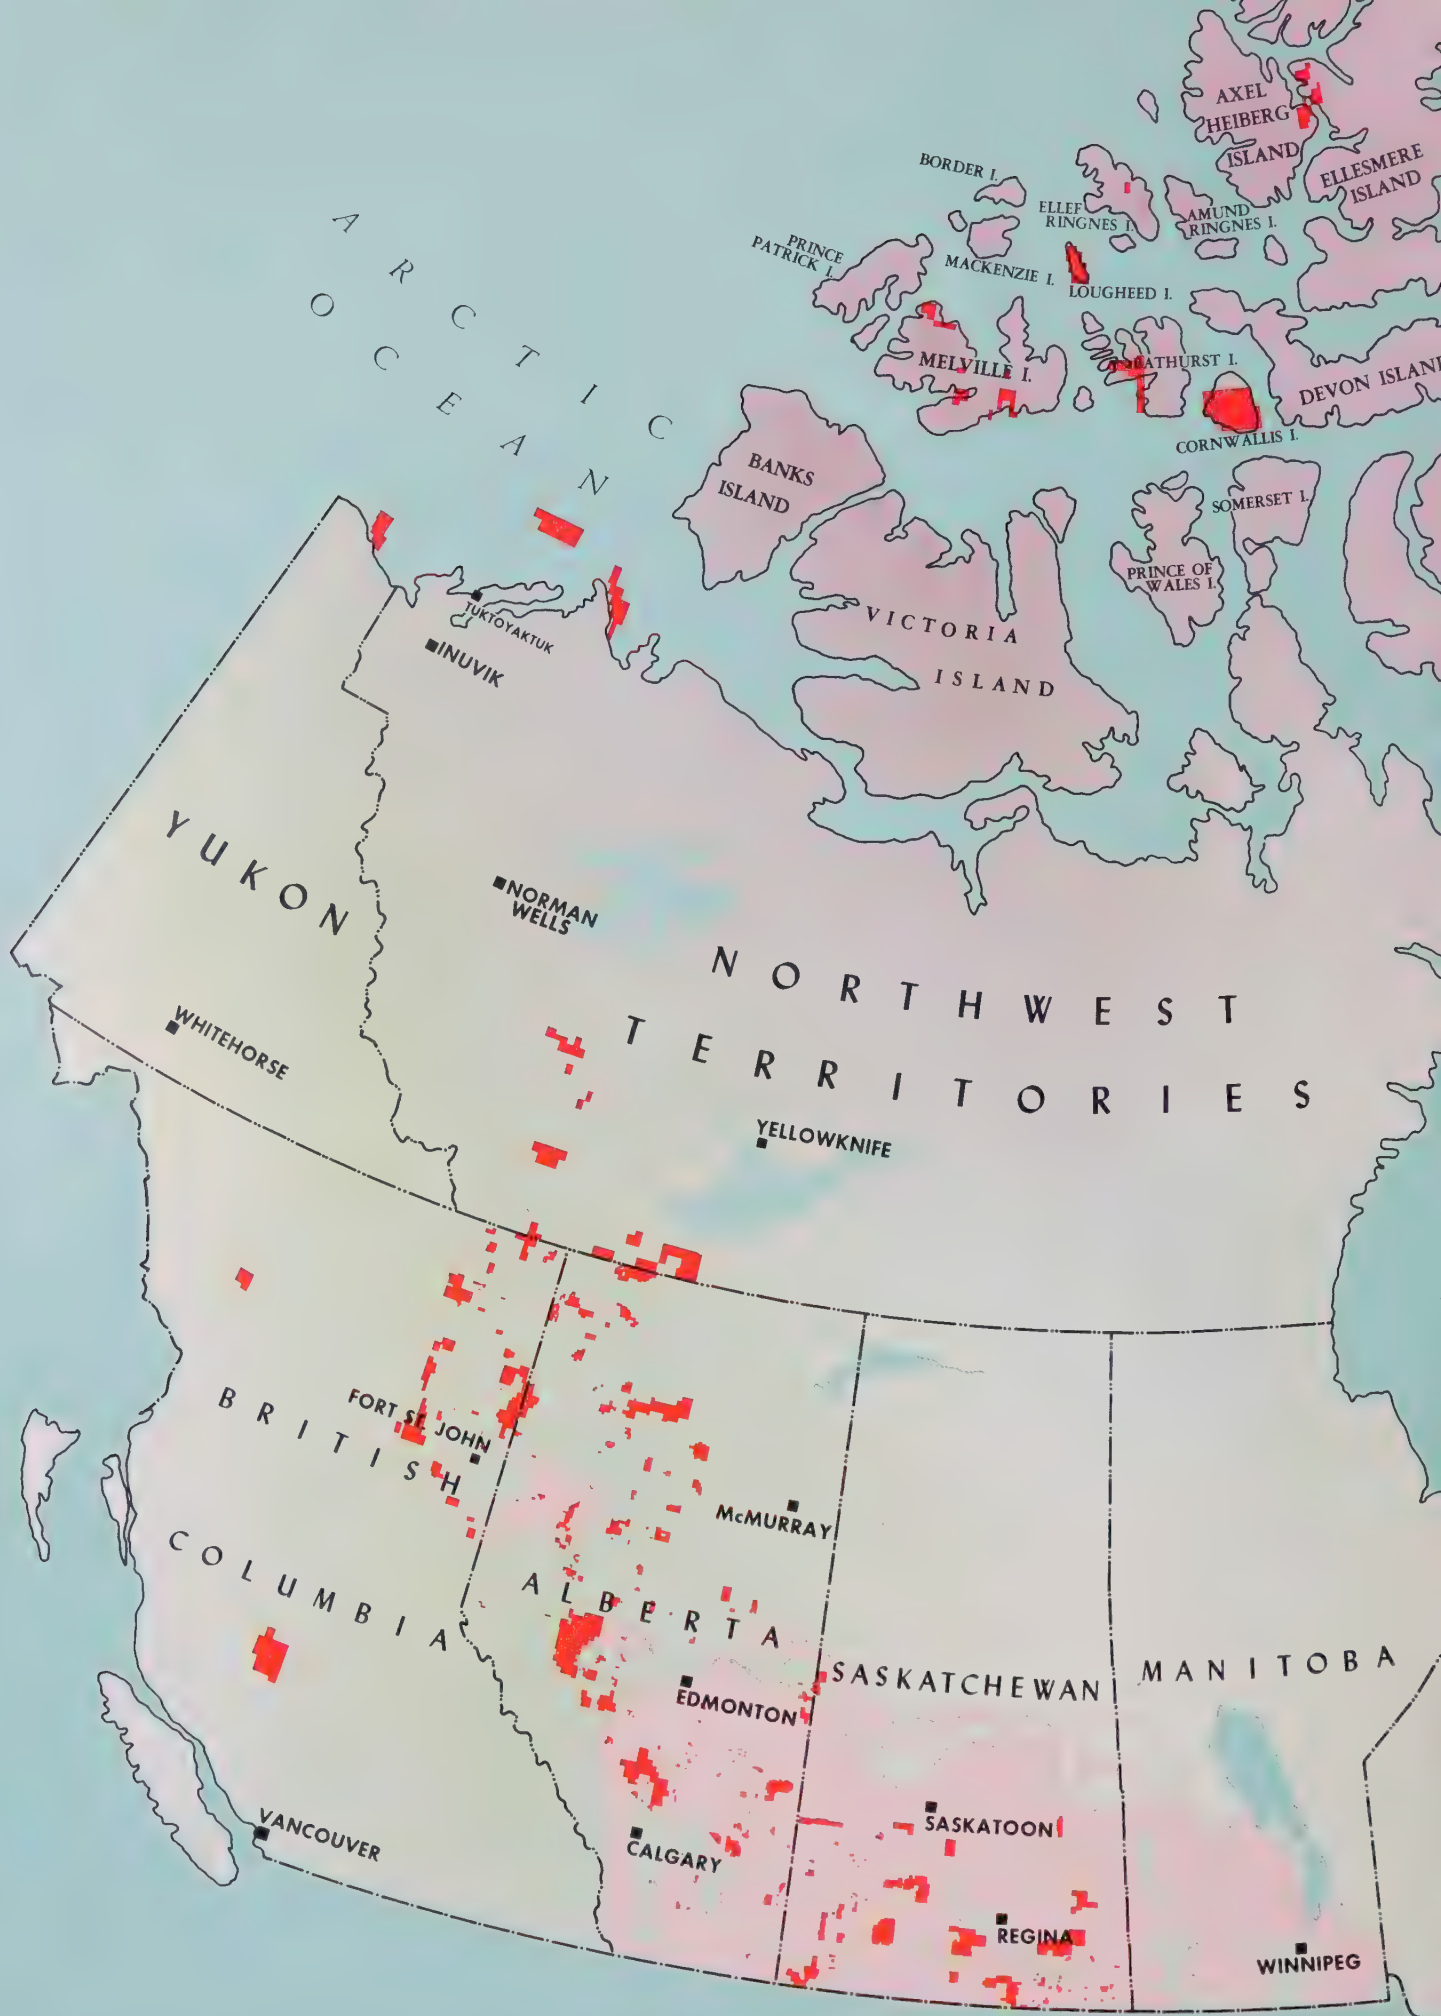 AXEL
HEIBERG
ISLAND
ELLESMERE
ISLAND
BORDER I.
ELLEF
RINGNES I.
AMUND
RINGNES I.
PRINCE
PATRICK I.
MACKENZIE I.
LOUGHEED I.
MELVILLE I.
BATHURST I.
DEVON ISLAND
CORNWALLIS I.
ARCTIC
OCEAN
BANKS
ISLAND
SOMERSET I.
PRINCE OF
WALES I.
VICTORIA
ISLAND
TUKTOYAKTUK
INUVIK
YUKON
NORMAN
WELLS
NORTHWEST
TERRITORIES
WHITEHORSE
YELLOWKNIFE
BRITISH
COLUMBIA
FORT ST. JOHN
McMURRAY
ALBERTA
EDMONTON
SASKATCHEWAN
MANITOBA
VANCOUVER
CALGARY
SASKATOON
REGINA
WINNIPEG